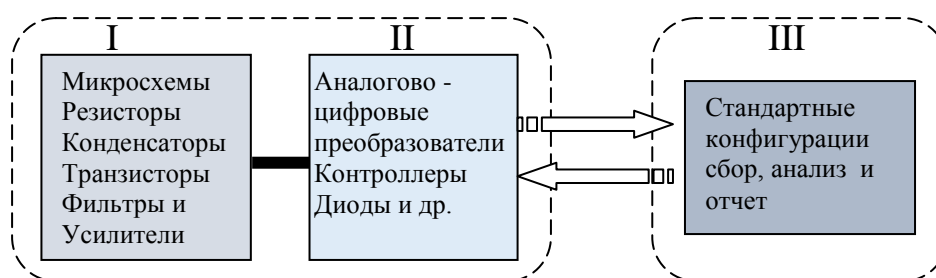 I
Микросхемы
Резисторы
Конденсаторы
Транзисторы
Фильтры и
Усилители
II
Аналогово -
цифровые
преобразователи
Контроллеры
Диоды и др.
III
Стандартные
конфигурации
сбор, анализ и
отчет